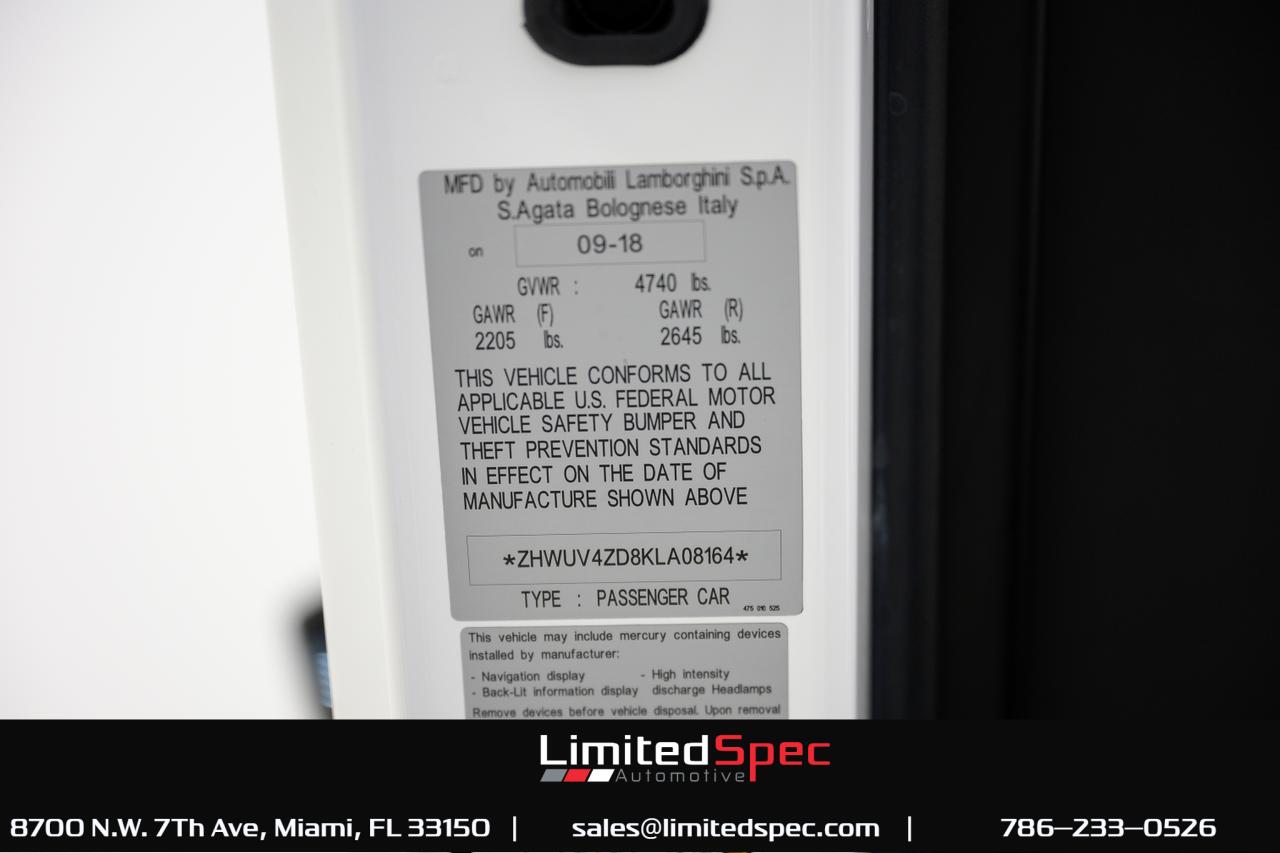 MFD by Automobili Lamborghini S.p.A.
S.Agata Bolognese Italy
on 09-18
GVWR : 4740 lbs.
GAWR (F) GAWR (R)
2205 lbs. 2645 lbs.
THIS VEHICLE CONFORMS TO ALL
APPLICABLE U.S. FEDERAL MOTOR
VEHICLE SAFETY BUMPER AND
THEFT PREVENTION STANDARDS
IN EFFECT ON THE DATE OF
MANUFACTURE SHOWN ABOVE
*ZHWUV4ZD8KLA08164*
TYPE : PASSENGER CAR
475 010 525
This vehicle may include mercury containing devices
installed by manufacturer:
- Navigation display - High intensity
- Back-Lit information display discharge Headlamps
Remove devices before vehicle disposal. Upon removal
LimitedSpec
Automotive
8700 N.W. 7Th Ave, Miami, FL 33150 | sales@limitedspec.com | 786-233-0526